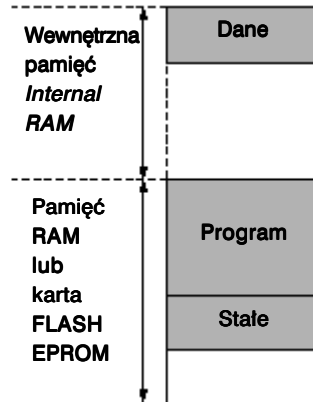 Wewnętrzna
pamięć
Internal
RAM
Dane
Pamięć
RAM
lub
karta
FLASH
EPROM
Program
Stałe